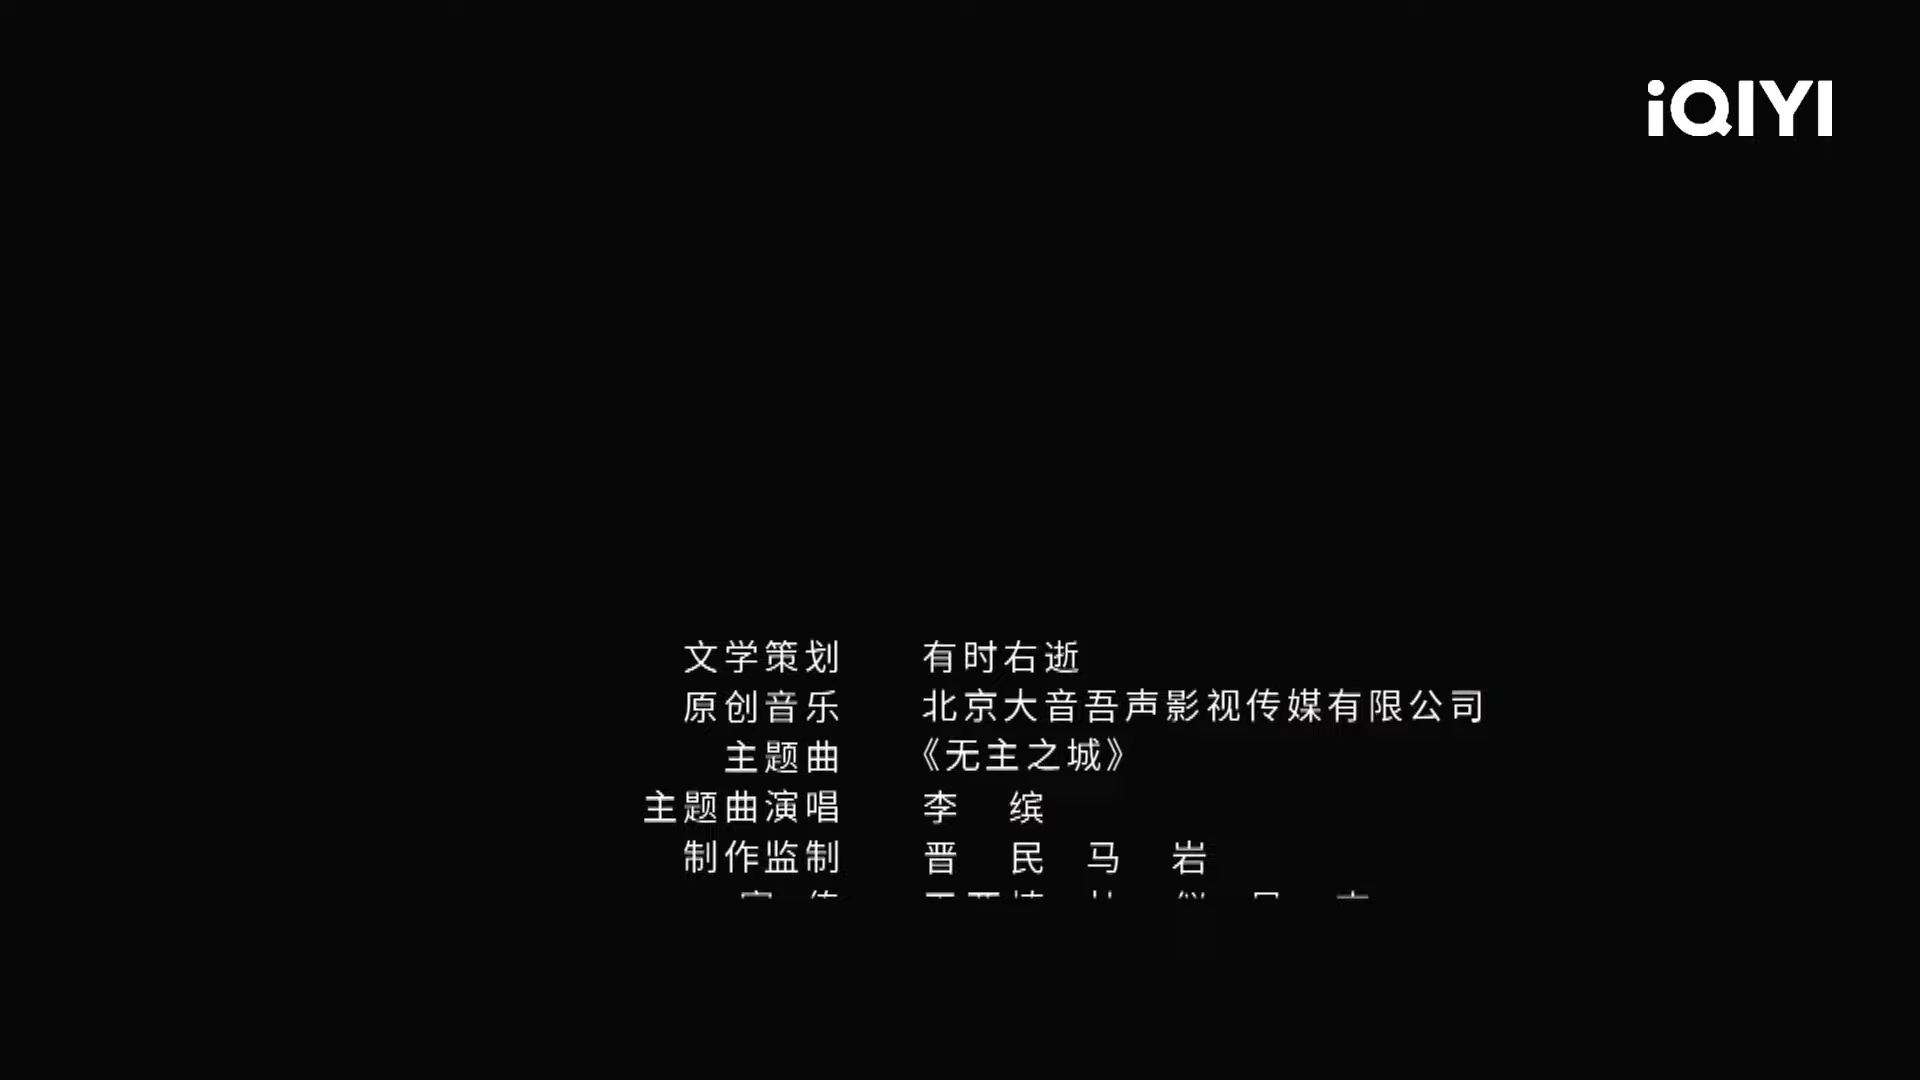 iQIYI
文学策划 有时右逝
原创音乐 北京大音吾声影视传媒有限公司
主题曲 《无主之城》
主题曲演唱 李 缤
制作监制 晋 民 马 岩